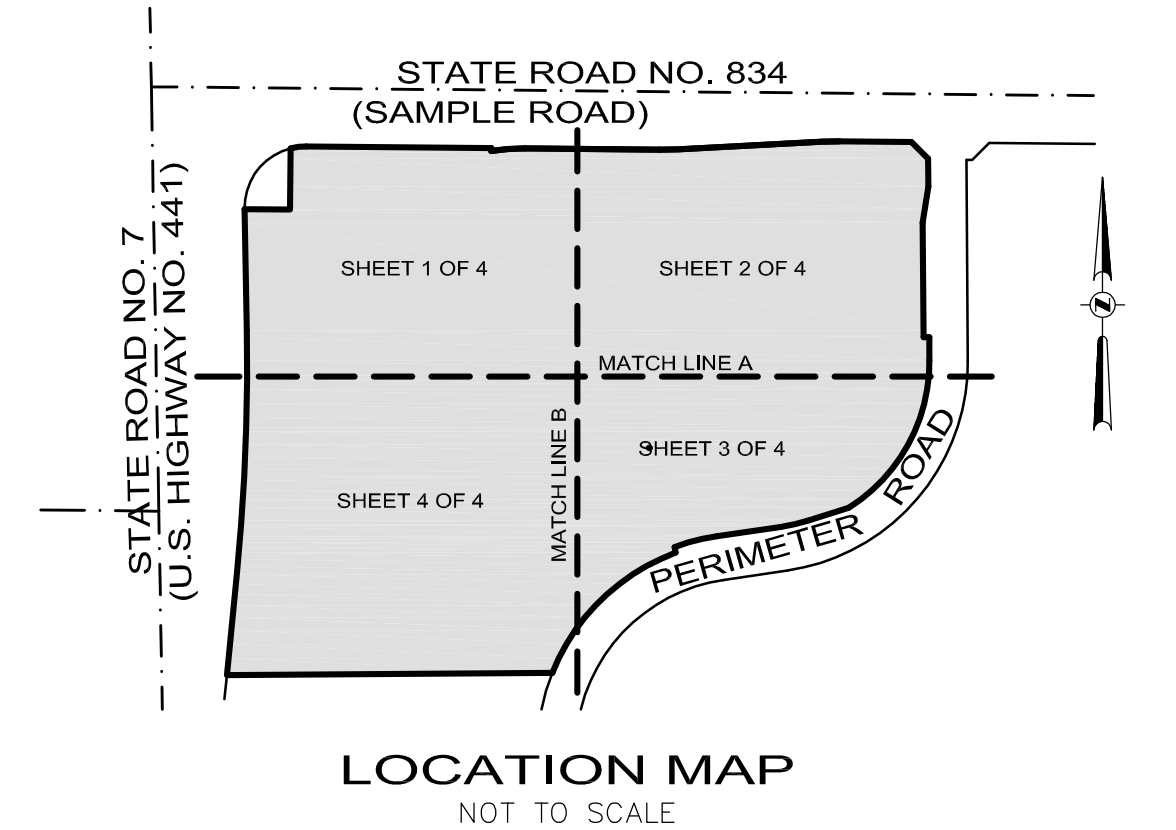 STATE ROAD NO. 834
(SAMPLE ROAD)
STATE ROAD NO. 7
(U.S. HIGHWAY NO. 441)
SHEET 1 OF 4
SHEET 2 OF 4
MATCH LINE A
MATCH LINE B
SHEET 3 OF 4
SHEET 4 OF 4
PERIMETER ROAD
Z
LOCATION MAP
NOT TO SCALE